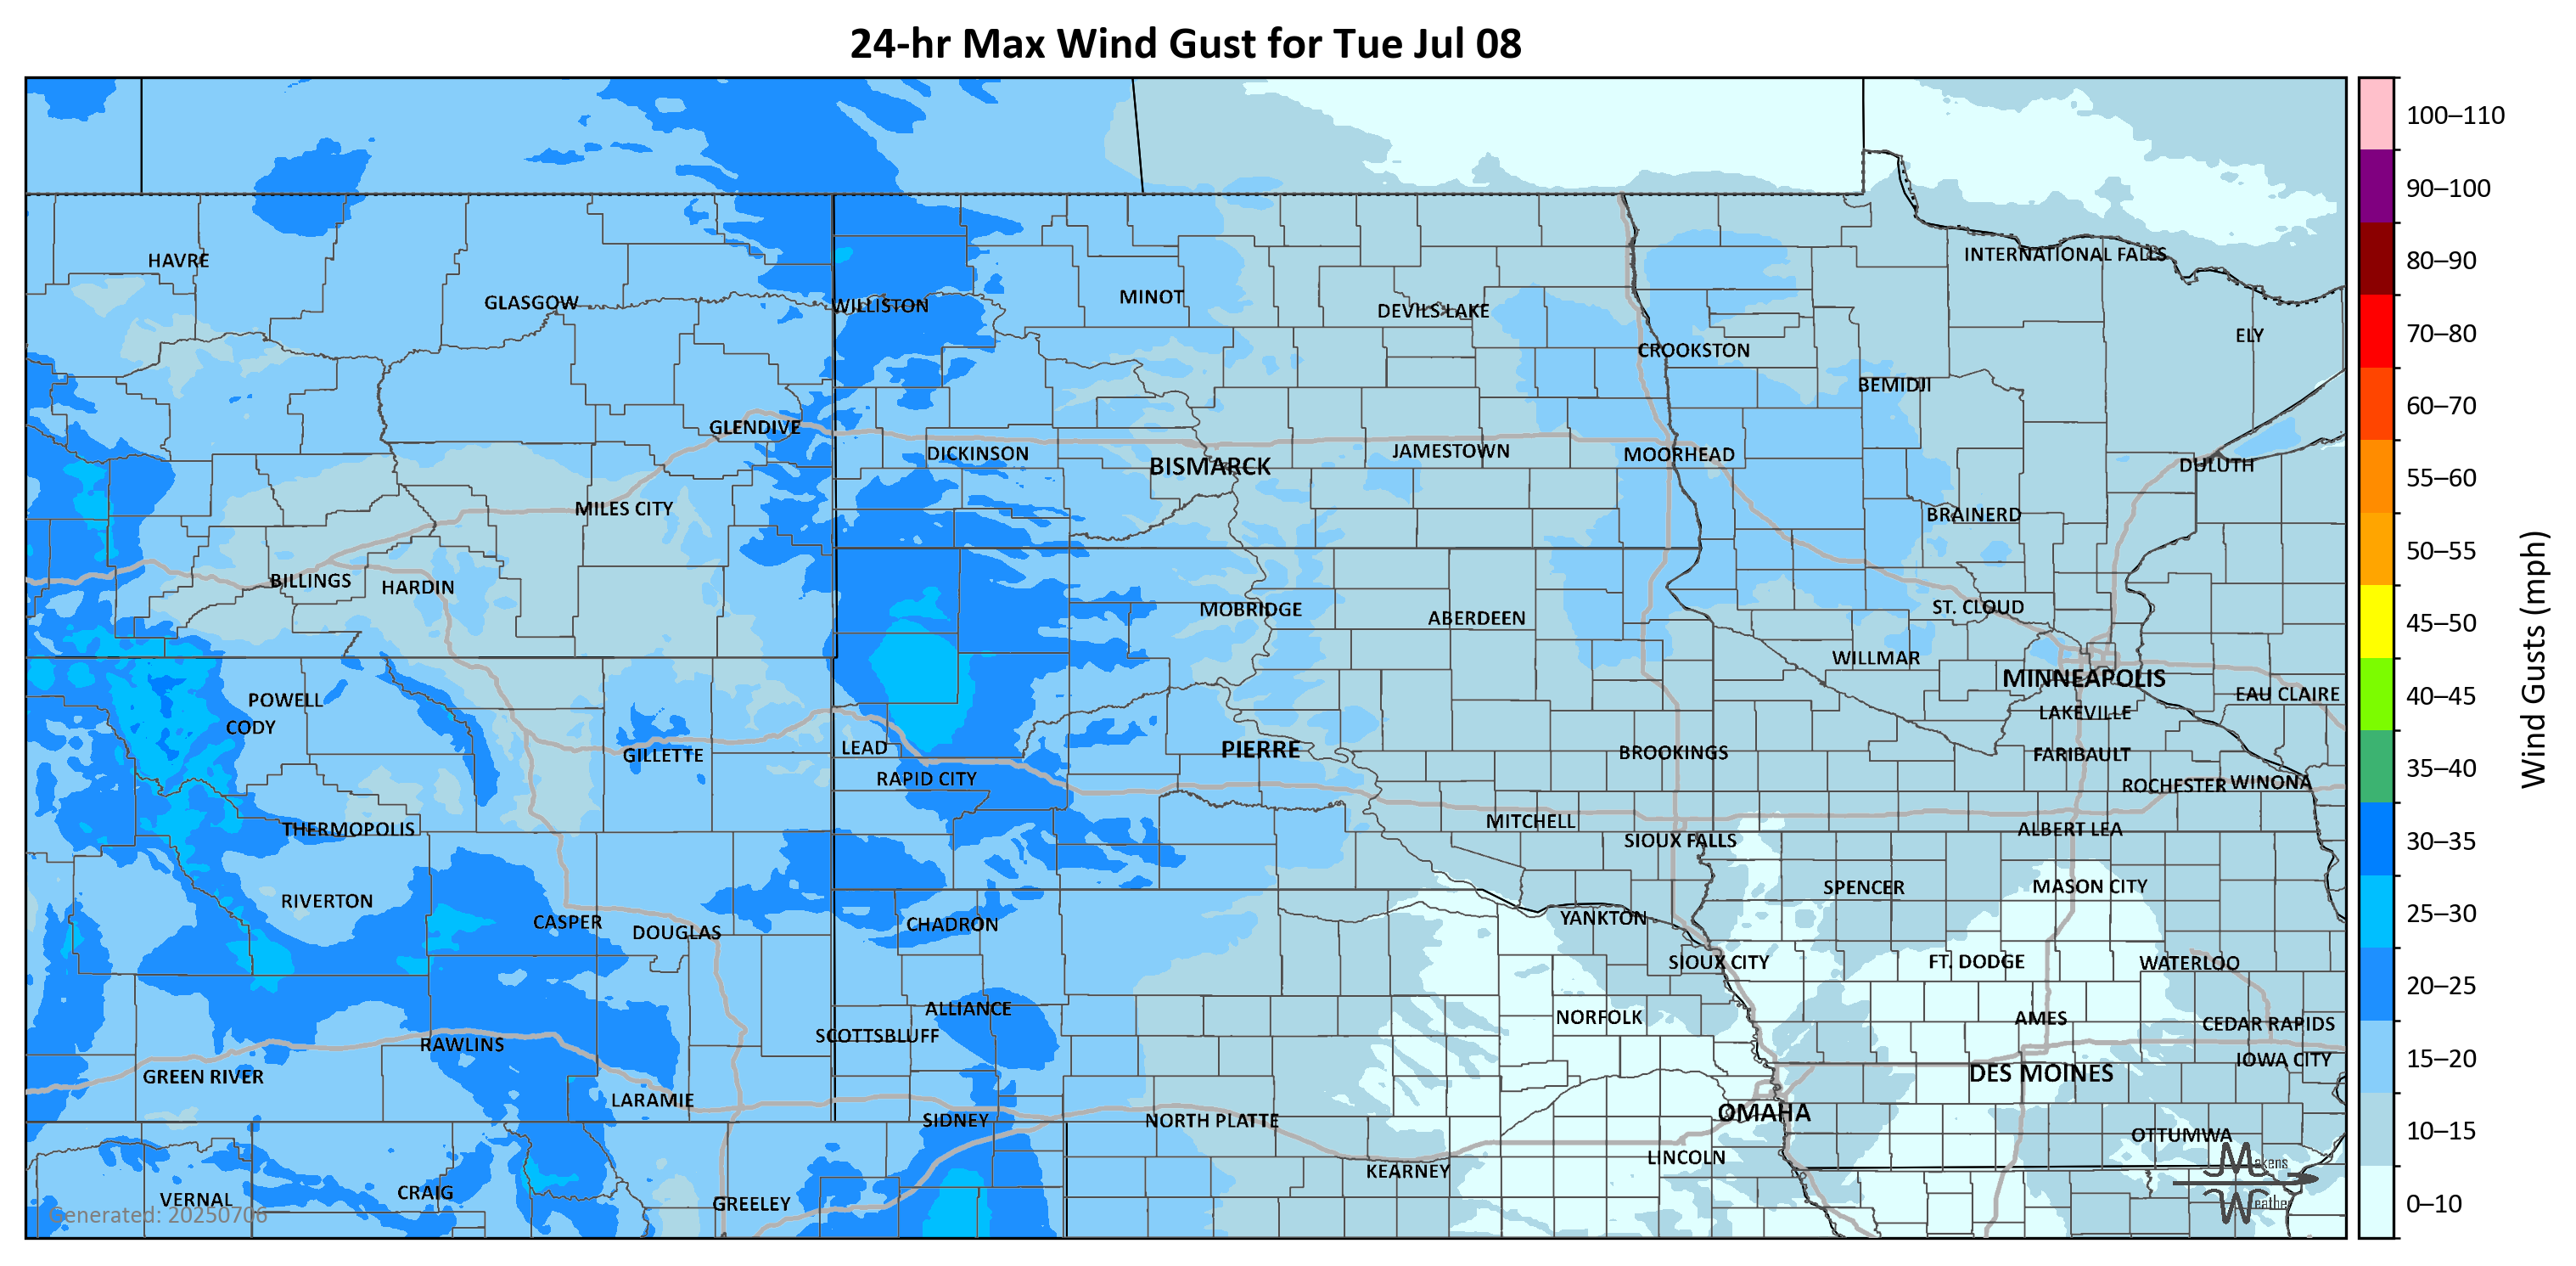 24-hr Max Wind Gust for Tue Jul 08
100–110
90–100
80–90
70–80
60–70
55–60
50–55
45–50
40–45
35–40
30–35
25–30
20–25
15–20
10–15
0–10
Wind Gusts (mph)
HAVRE
GLASGOW
WILLISTON
MINOT
DEVILS LAKE
INTERNATIONAL FALLS
ELY
CROOKSTON
BEMIDJI
GLENDIVE
DICKINSON
BISMARCK
JAMESTOWN
MOORHEAD
DULUTH
MILES CITY
BRAINERD
BILLINGS
HARDIN
MOBRIDGE
ABERDEEN
ST. CLOUD
WILLMAR
MINNEAPOLIS
EAU CLAIRE
POWELL
CODY
LAKEVILLE
GILLETTE
LEAD
PIERRE
BROOKINGS
FARIBAULT
RAPID CITY
ROCHESTER
WINONA
THERMOPOLIS
MITCHELL
SIOUX FALLS
ALBERT LEA
RIVERTON
SPENCER
MASON CITY
CASPER
DOUGLAS
CHADRON
YANKTON
SIOUX CITY
FT. DODGE
WATERLOO
ALLIANCE
NORFOLK
AMES
CEDAR RAPIDS
SCOTTSBLUFF
RAWLINS
IOWA CITY
GREEN RIVER
DES MOINES
LARAMIE
SIDNEY
NORTH PLATTE
OMAHA
OTTUMWA
KEARNEY
LINCOLN
VERNAL
CRAIG
GREELEY
Generated: 20250706
Makens
Weather